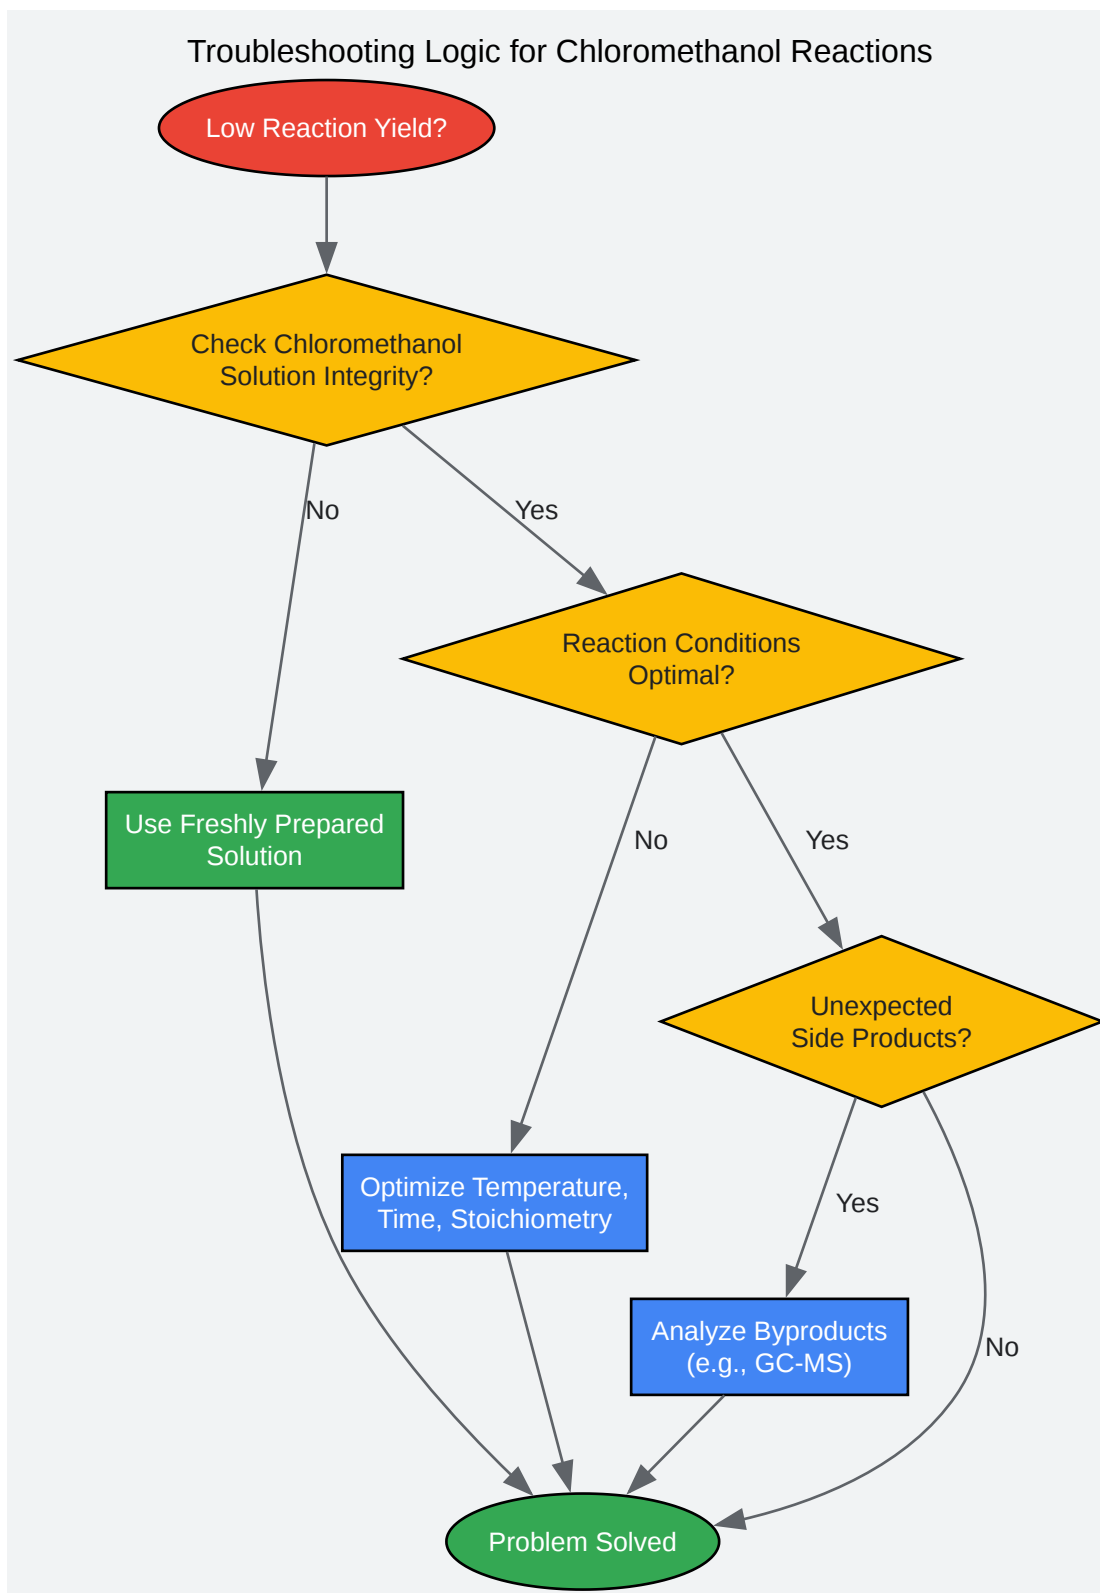 Troubleshooting Logic for Chloromethanol Reactions
Low Reaction Yield?
Check Chloromethanol
Solution Integrity?
No
Yes
Reaction Conditions
Optimal?
Use Freshly Prepared
Solution
No
Yes
Unexpected
Side Products?
Optimize Temperature,
Time, Stoichiometry
Yes
Analyze Byproducts
(e.g., GC-MS)
No
Problem Solved